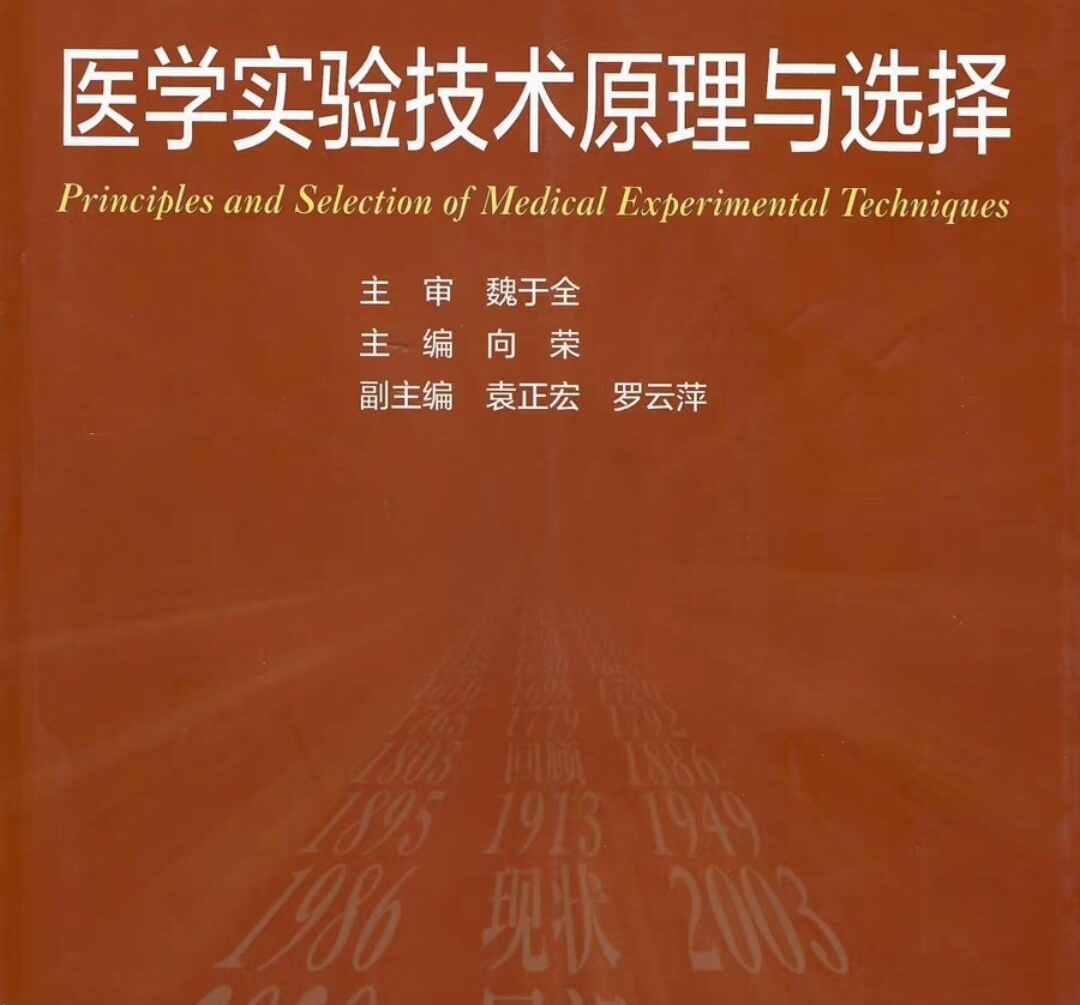 医学实验技术原理与选择
Principles and Selection of Medical Experimental Techniques
主 审 魏于全
主 编 向 荣
副主编 袁正宏 罗云萍
1763 1779 1792
1803 回顾 1886
1895 1913 1949
1986 现状 2003